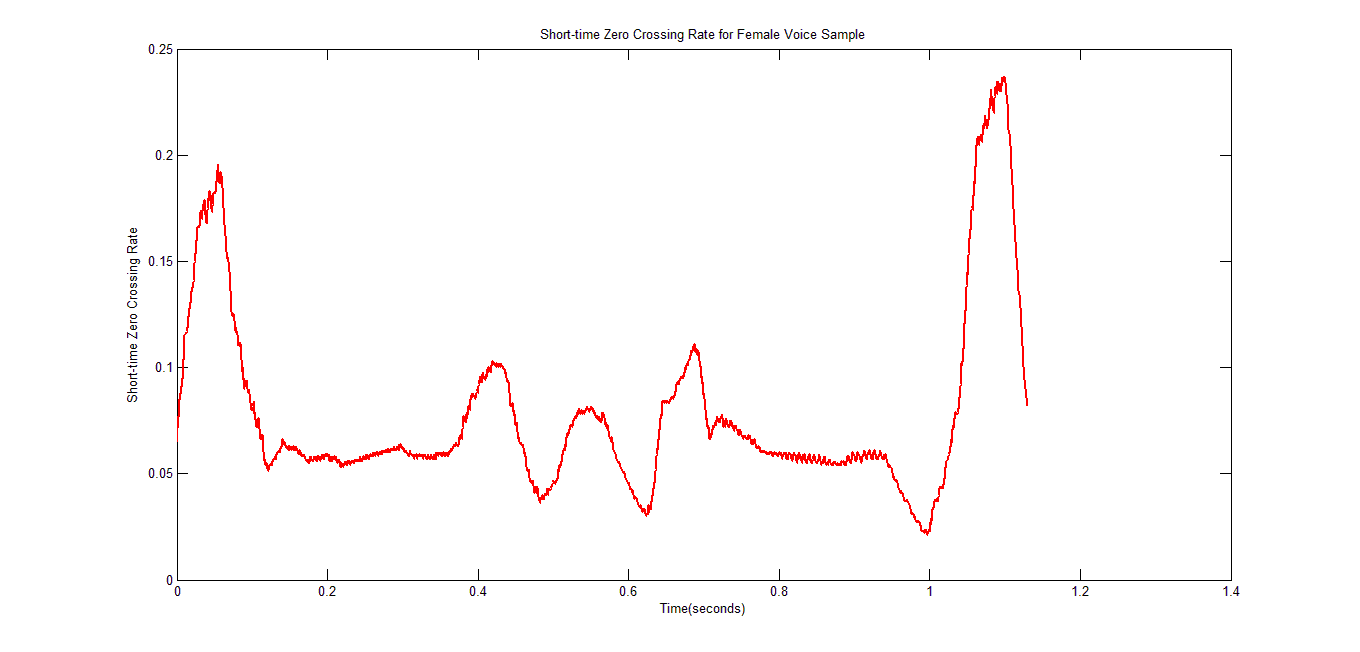 Short-time Zero Crossing Rate for Female Voice Sample
0.25
0.2
0.15
0.1
0.05
0
Short-time Zero Crossing Rate
0 0.2 0.4 0.6 0.8 1 1.2 1.4
Time(seconds)